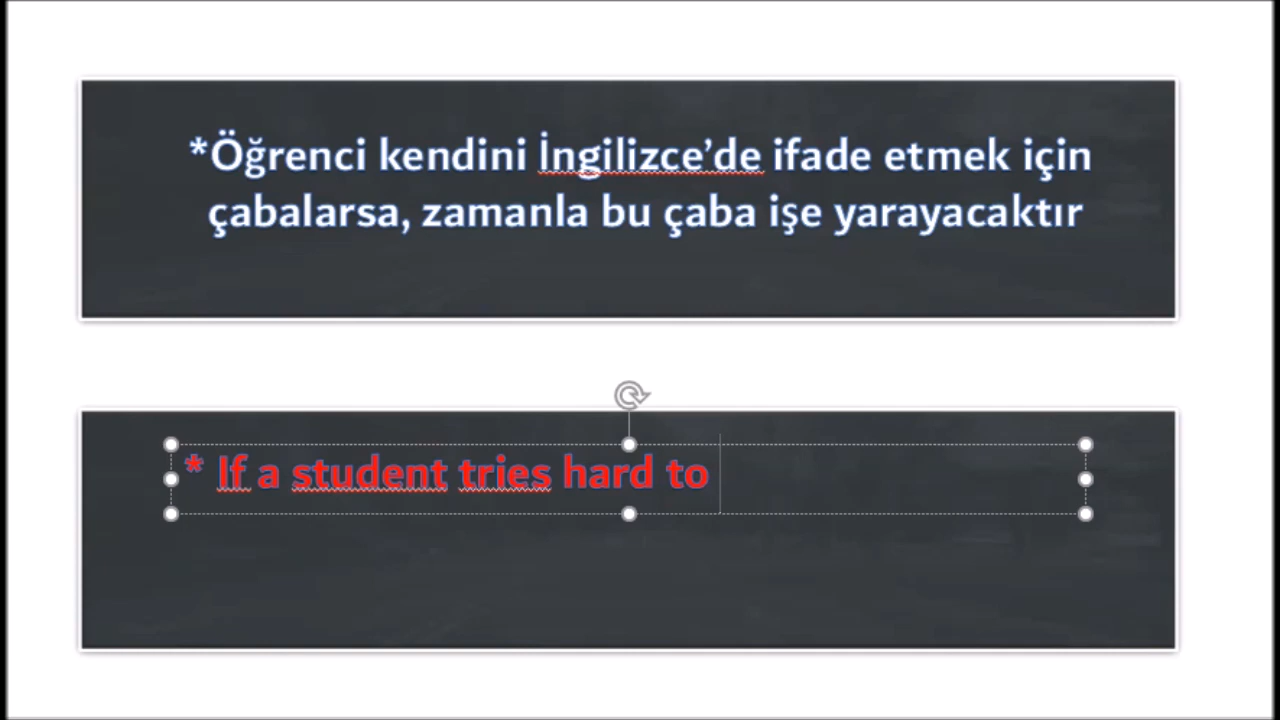 *Öğrenci kendini İngilizce’de ifade etmek için
çabalarsa, zamanla bu çaba işe yarayacaktır
* If a student tries hard to